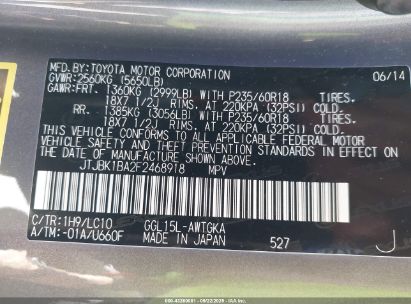 MFD.BY:TOYOTA MOTOR CORPORATION 06/14
GVWR:2560KG (5650LB)
GAWR:FRT. 1360KG (2999LB) WITH P235/60R18 TIRES.
18X7 1/2J RIMS. AT 220KPA (32PSI) COLD.
RR. 1385KG (3056LB) WITH P235/60R18 TIRES.
18X7 1/2J RIMS. AT 220KPA (32PSI) COLD.
THIS VEHICLE CONFORMS TO ALL APPLICABLE FEDERAL MOTOR
VEHICLE SAFETY STANDARDS IN EFFECT ON THE DATE OF
MANUFACTURE SHOWN ABOVE.
JTJBK1BA2F2468918 MPV
C/TR:1H9/LC10 GGL15L-AWTGKA
A/TM:-01A/U660F MADE IN JAPAN 527 J